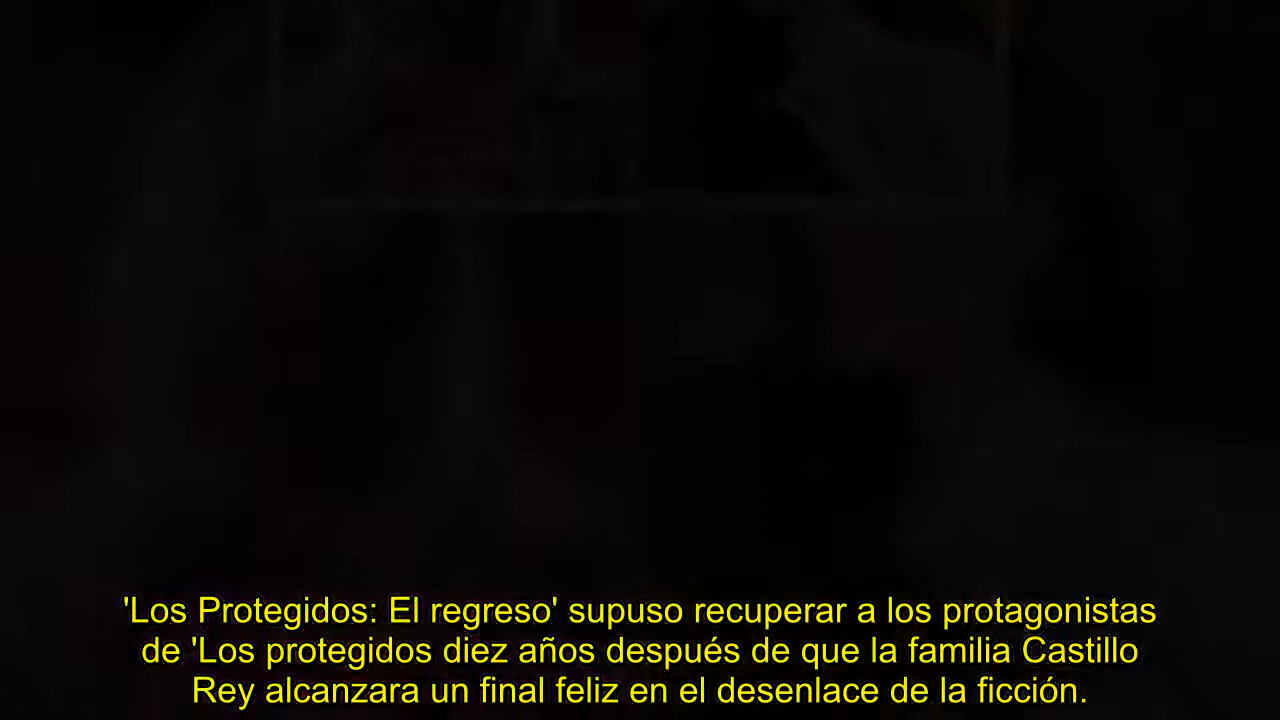 'Los Protegidos: El regreso' supuso recuperar a los protagonistas
de 'Los protegidos diez años después de que la familia Castillo
Rey alcanzara un final feliz en el desenlace de la ficción.